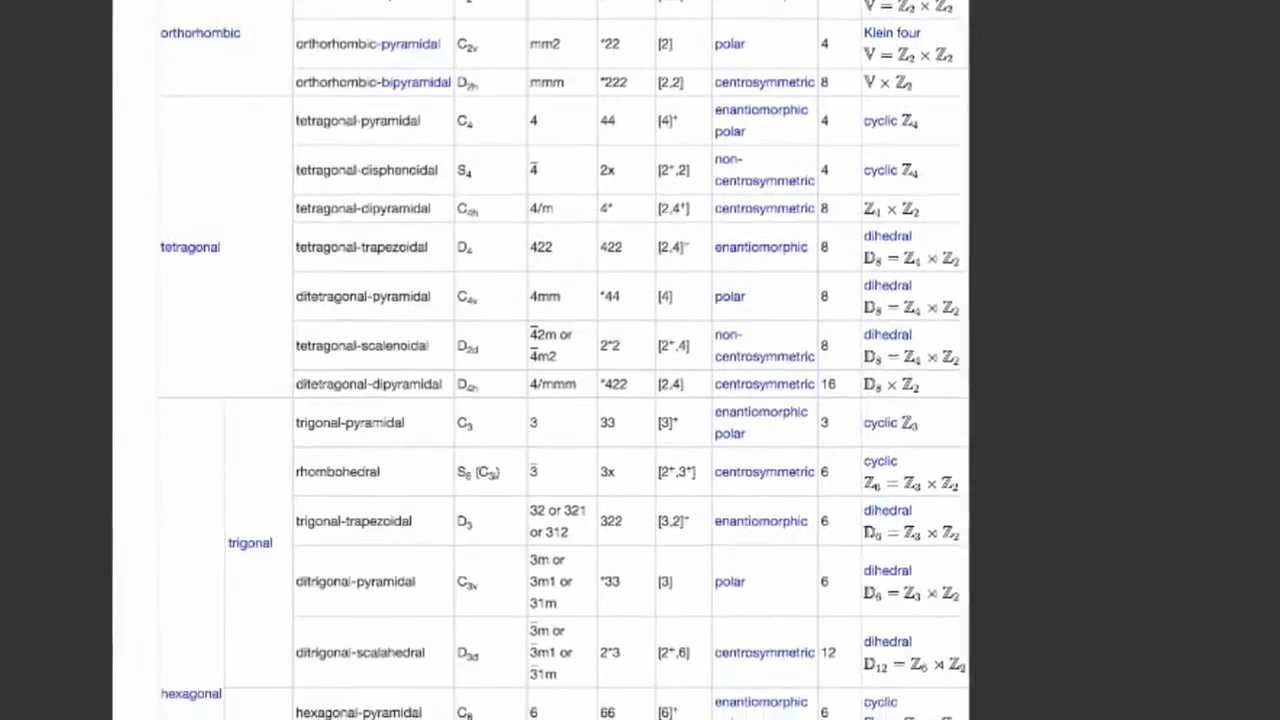 V = ℤ₂ × ℤ₂
orthorhombic
orthorhombic-pyramidal C₂ᵥ mm2 *22 [2] polar 4 Klein four
V = ℤ₂ × ℤ₂
orthorhombic-bipyramidal D₂ₕ mmm *222 [2,2] centrosymmetric 8 V × ℤ₂
tetragonal
tetragonal-pyramidal C₄ 4 44 [4]⁺ enantiomorphic
polar 4 cyclic ℤ₄
tetragonal-disphenoidal S₄ 4̅ 2x [2⁺,2] non-
centrosymmetric 4 cyclic ℤ₄
tetragonal-dipyramidal C₄ₕ 4/m 4* [2,4⁺] centrosymmetric 8 ℤ₄ × ℤ₂
tetragonal-trapezoidal D₄ 422 422 [2,4]⁻ enantiomorphic 8 dihedral
𝔻₈ = ℤ₄ ⋊ ℤ₂
ditetragonal-pyramidal C₄ᵥ 4mm *44 [4] polar 8 dihedral
𝔻₈ = ℤ₄ ⋊ ℤ₂
tetragonal-scalenoidal D₂d 4̅2m or
4̅m2 2*2 [2⁺,4] non-
centrosymmetric 8 dihedral
𝔻₈ = ℤ₄ ⋊ ℤ₂
ditetragonal-dipyramidal D₄ₕ 4/mmm *422 [2,4] centrosymmetric 16 𝔻₈ × ℤ₂
hexagonal
trigonal
trigonal-pyramidal C₃ 3 33 [3]⁺ enantiomorphic
polar 3 cyclic ℤ₃
rhombohedral S₆ (C₃ᵢ) 3̅ 3x [2⁺,3⁺] centrosymmetric 6 cyclic
ℤ₆ = ℤ₃ × ℤ₂
trigonal-trapezoidal D₃ 32 or 321
or 312 322 [3,2]⁻ enantiomorphic 6 dihedral
𝔻₆ = ℤ₃ ⋊ ℤ₂
ditrigonal-pyramidal C₃ᵥ 3m or
3m1 or
31m *33 [3] polar 6 dihedral
𝔻₆ = ℤ₃ ⋊ ℤ₂
ditrigonal-scalahedral D₃d 3̅m or
3̅m1 or
3̅1m 2*3 [2⁺,6] centrosymmetric 12 dihedral
𝔻₁₂ = ℤ₆ ⋊ ℤ₂
hexagonal-pyramidal C₆ 6 66 [6]⁺ enantiomorphic 6 cyclic